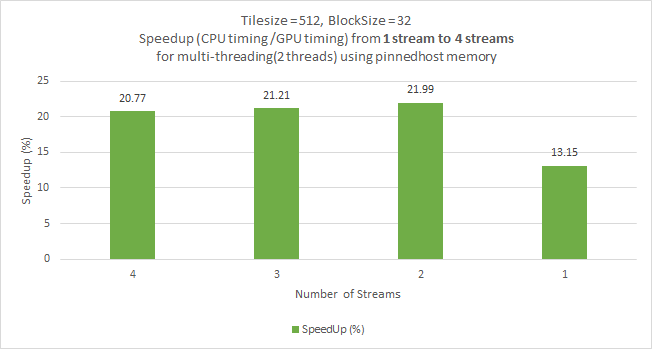 Tilesize=512, BlockSize=32
Speedup (CPU timing/GPU timing) from 1 stream to 4 streams
for multi-threading(2 threads) using pinnedhost memory
25
20
15
10
5
0
Speedup (%)
20.77
21.21
21.99
13.15
4
3
2
1
Number of Streams
SpeedUp (%)